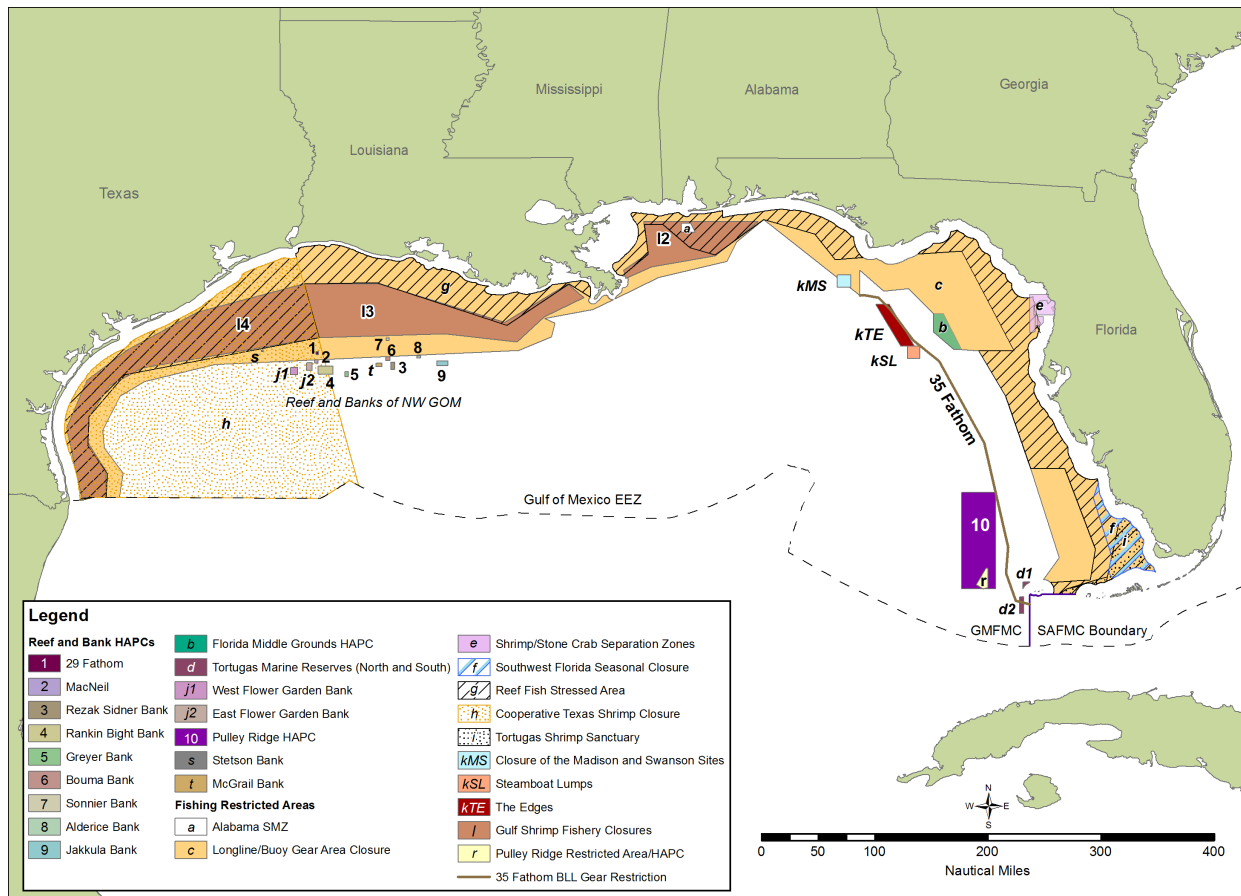 Georgia
Mississippi
Alabama
Louisiana
Texas
Florida
l2
a
g
c
e
kMS
l4
l3
b
kTE
kSL
s
1
2
7
6
8
j1
j2
4
5
t
3
9
Reef and Banks of NW GOM
h
35 Fathom
Gulf of Mexico EEZ
10
f
i
r
d1
d2
GMFMC
SAFMC Boundary
Legend
Reef and Bank HAPCs
1 29 Fathom
2 MacNeil
3 Rezak Sidner Bank
4 Rankin Bight Bank
5 Greyer Bank
6 Bouma Bank
7 Sonnier Bank
8 Alderice Bank
9 Jakkula Bank
b Florida Middle Grounds HAPC
d Tortugas Marine Reserves (North and South)
j1 West Flower Garden Bank
j2 East Flower Garden Bank
10 Pulley Ridge HAPC
s Stetson Bank
t McGrail Bank
Fishing Restricted Areas
a Alabama SMZ
c Longline/Buoy Gear Area Closure
e Shrimp/Stone Crab Separation Zones
f Southwest Florida Seasonal Closure
g Reef Fish Stressed Area
h Cooperative Texas Shrimp Closure
i Tortugas Shrimp Sanctuary
kMS Closure of the Madison and Swanson Sites
kSL Steamboat Lumps
kTE The Edges
l Gulf Shrimp Fishery Closures
r Pulley Ridge Restricted Area/HAPC
35 Fathom BLL Gear Restriction
N
W E
S
0 50 100 200 300 400
Nautical Miles